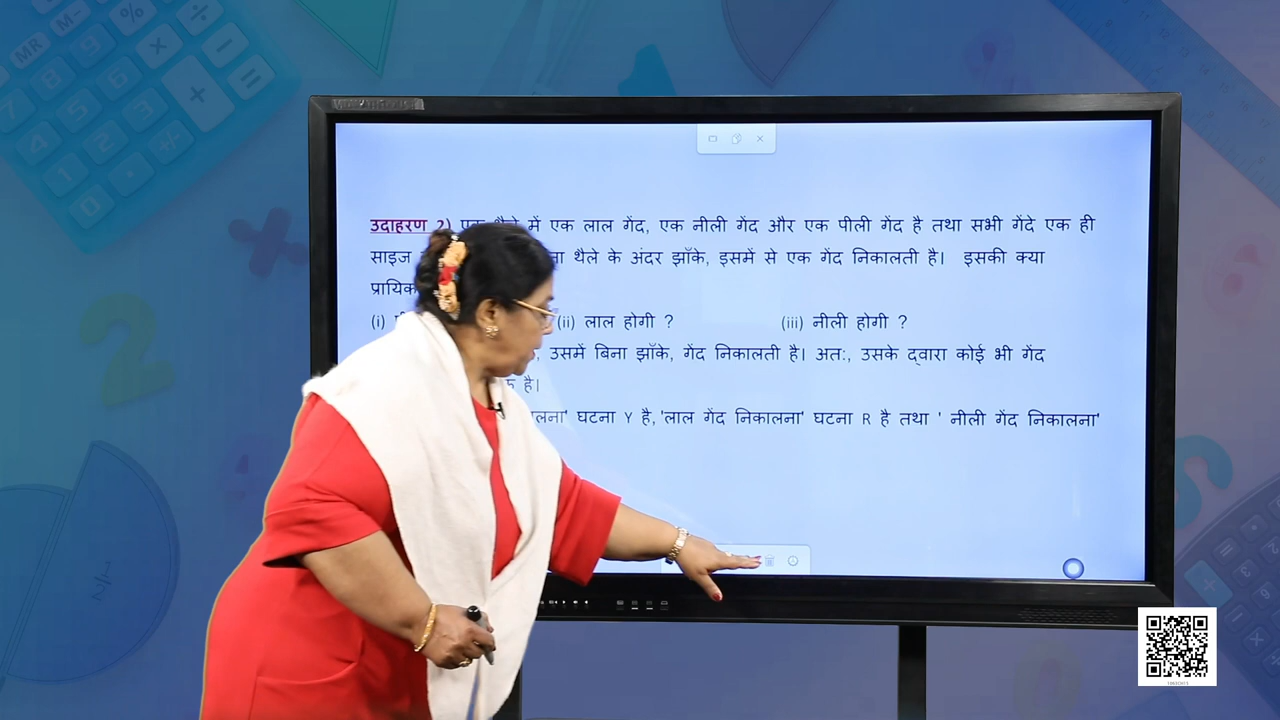 उदाहरण 2) एक थैले में एक लाल गेंद, एक नीली गेंद और एक पीली गेंद है तथा सभी गेंदे एक ही
साइज थैले के अंदर झाँके, इसमें से एक गेंद निकालती है। इसकी क्या
(i) (ii) लाल होगी ? (iii) नीली होगी ?
उसमें बिना झाँके, गेंद निकालती है। अत:, उसके द्वारा कोई भी गेंद
है।
घटना Y है, 'लाल गेंद निकालना' घटना R है तथा ' नीली गेंद निकालना'